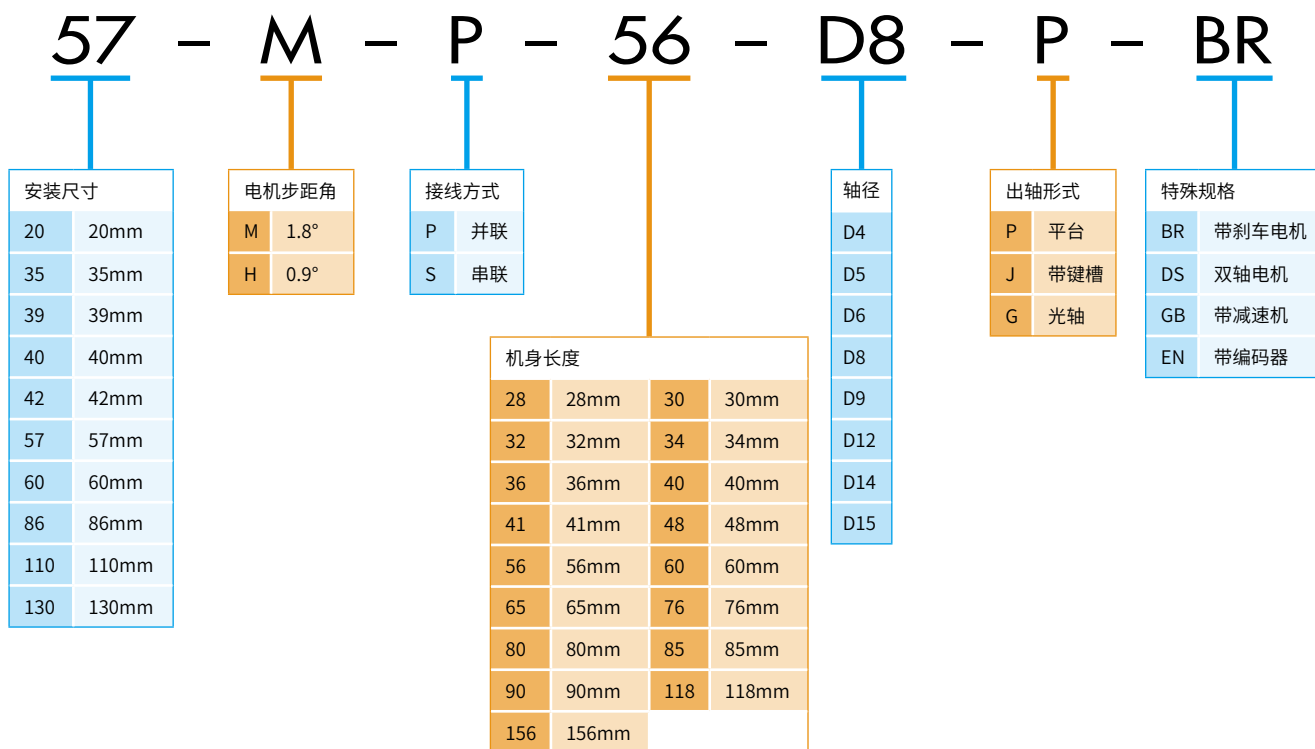 57 – M – P – 56 – D8 – P – BR
安装尺寸
20 20mm
35 35mm
39 39mm
40 40mm
42 42mm
57 57mm
60 60mm
86 86mm
110 110mm
130 130mm
电机步距角
M 1.8°
H 0.9°
接线方式
P 并联
S 串联
机身长度
28 28mm 30 30mm
32 32mm 34 34mm
36 36mm 40 40mm
41 41mm 48 48mm
56 56mm 60 60mm
65 65mm 76 76mm
80 80mm 85 85mm
90 90mm 118 118mm
156 156mm
轴径
D4
D5
D6
D8
D9
D12
D14
D15
出轴形式
P 平台
J 带键槽
G 光轴
特殊规格
BR 带刹车电机
DS 双轴电机
GB 带减速机
EN 带编码器